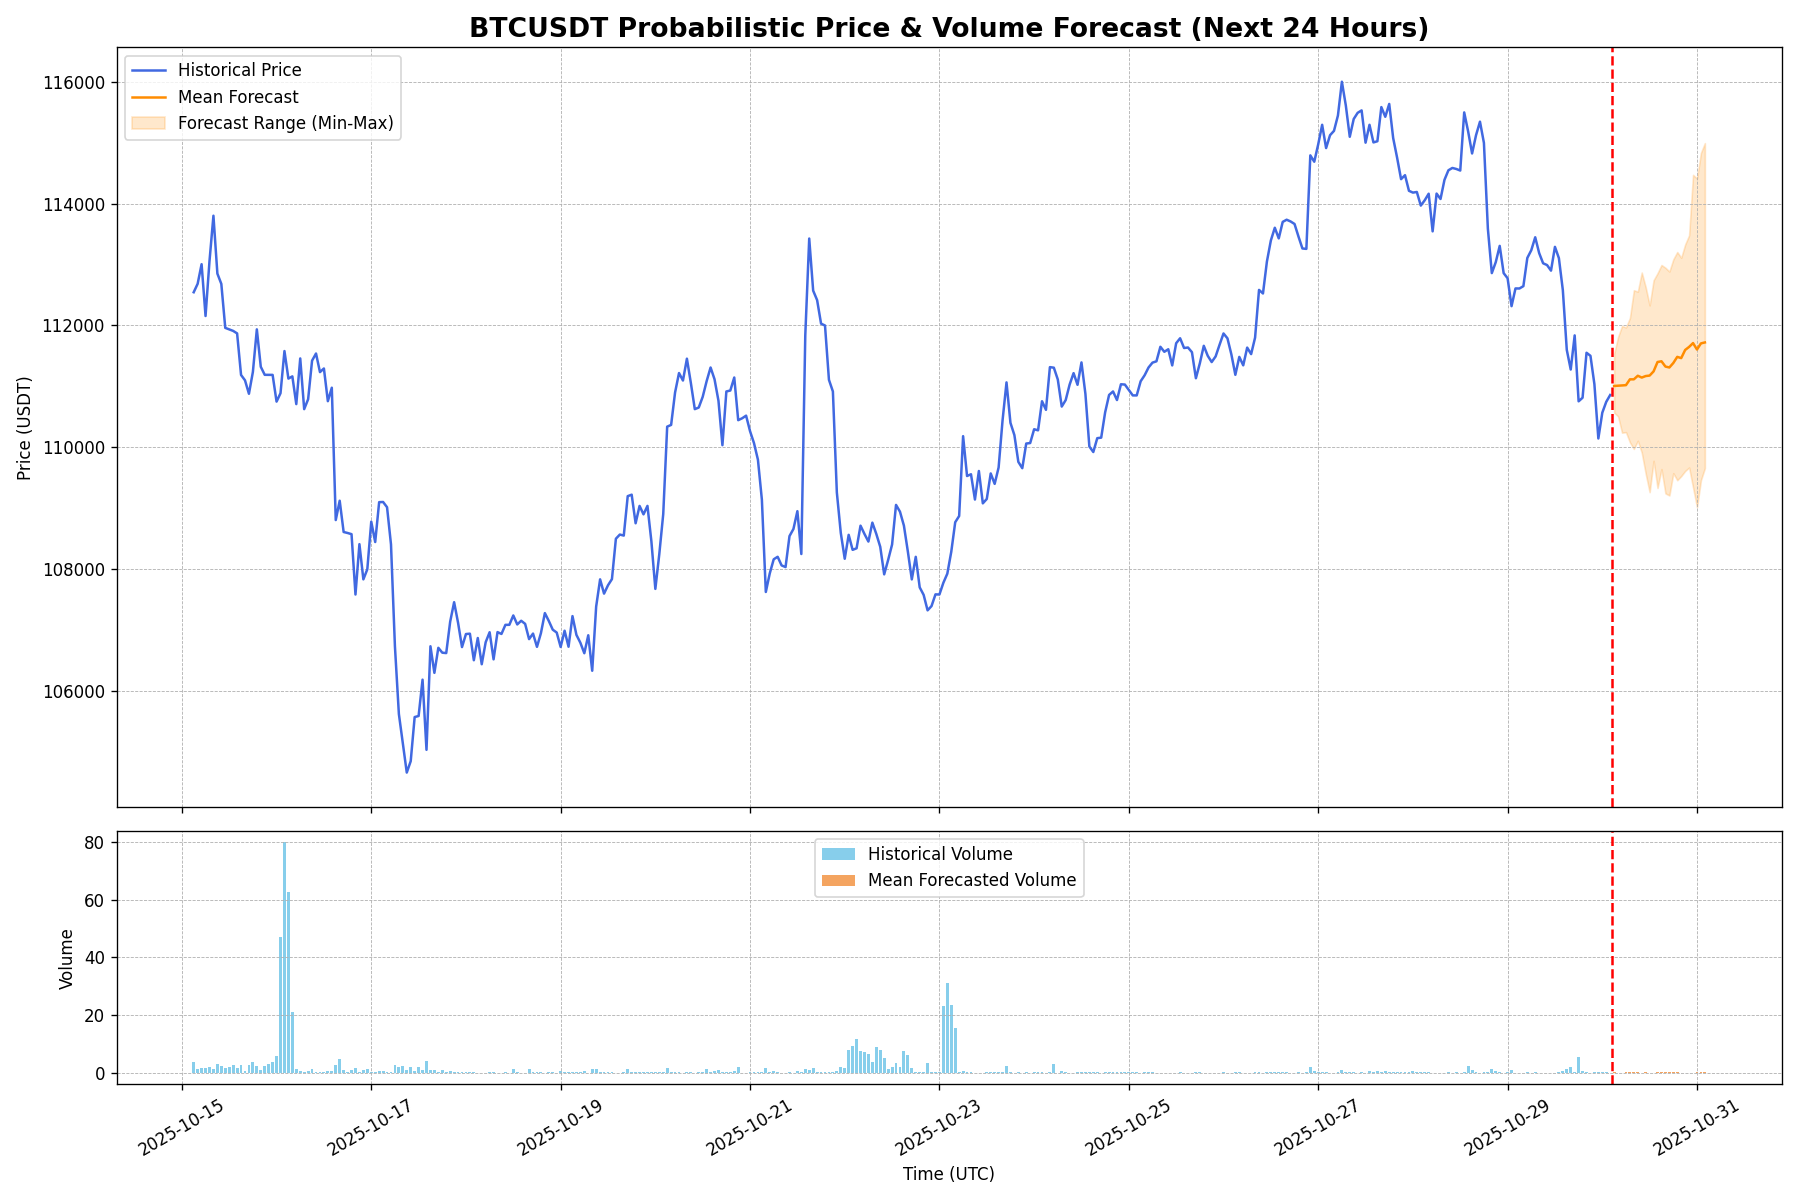 BTCUSDT Probabilistic Price & Volume Forecast (Next 24 Hours)
Historical Price
Mean Forecast
Forecast Range (Min-Max)
116000
114000
112000
110000
108000
106000
Price (USDT)
Historical Volume
Mean Forecasted Volume
80
60
40
20
0
Volume
2025-10-15
2025-10-17
2025-10-19
2025-10-21
2025-10-23
2025-10-25
2025-10-27
2025-10-29
2025-10-31
Time (UTC)